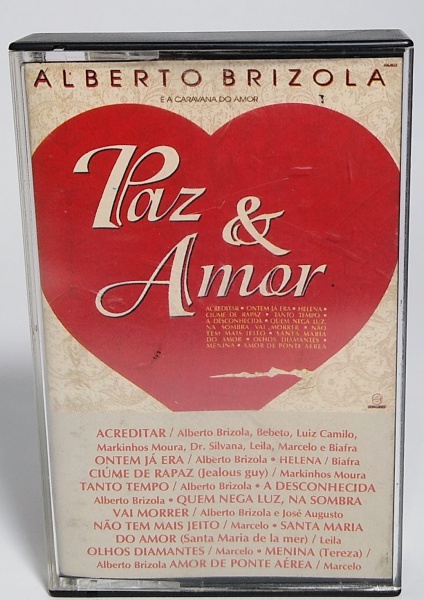 ALBERTO BRIZOLA
E A CARAVANA DO AMOR
Paz
&
Amor
ACREDITAR • ONTEM JÁ ERA • HELENA •
CIÚME DE RAPAZ • TANTO TEMPO •
A DESCONHECIDA • QUEM NEGA LUZ,
NA SOMBRA VAI MORRER • NÃO
TEM MAIS JEITO • SANTA MARIA
DO AMOR • OLHOS DIAMANTES •
MENINA • AMOR DE PONTE AÉREA •
ACREDITAR / Alberto Brizola, Bebeto, Luiz Camilo,
Markinhos Moura, Dr. Silvana, Leila, Marcelo e Biafra
ONTEM JÁ ERA / Alberto Brizola • HELENA / Biafra
CIÚME DE RAPAZ (Jealous guy) / Markinhos Moura
TANTO TEMPO / Alberto Brizola • A DESCONHECIDA
Alberto Brizola • QUEM NEGA LUZ, NA SOMBRA
VAI MORRER / Alberto Brizola e José Augusto
NÃO TEM MAIS JEITO / Marcelo • SANTA MARIA
DO AMOR (Santa Maria de la mer) / Leila
OLHOS DIAMANTES / Marcelo • MENINA (Tereza) /
Alberto Brizola AMOR DE PONTE AÉREA / Marcelo